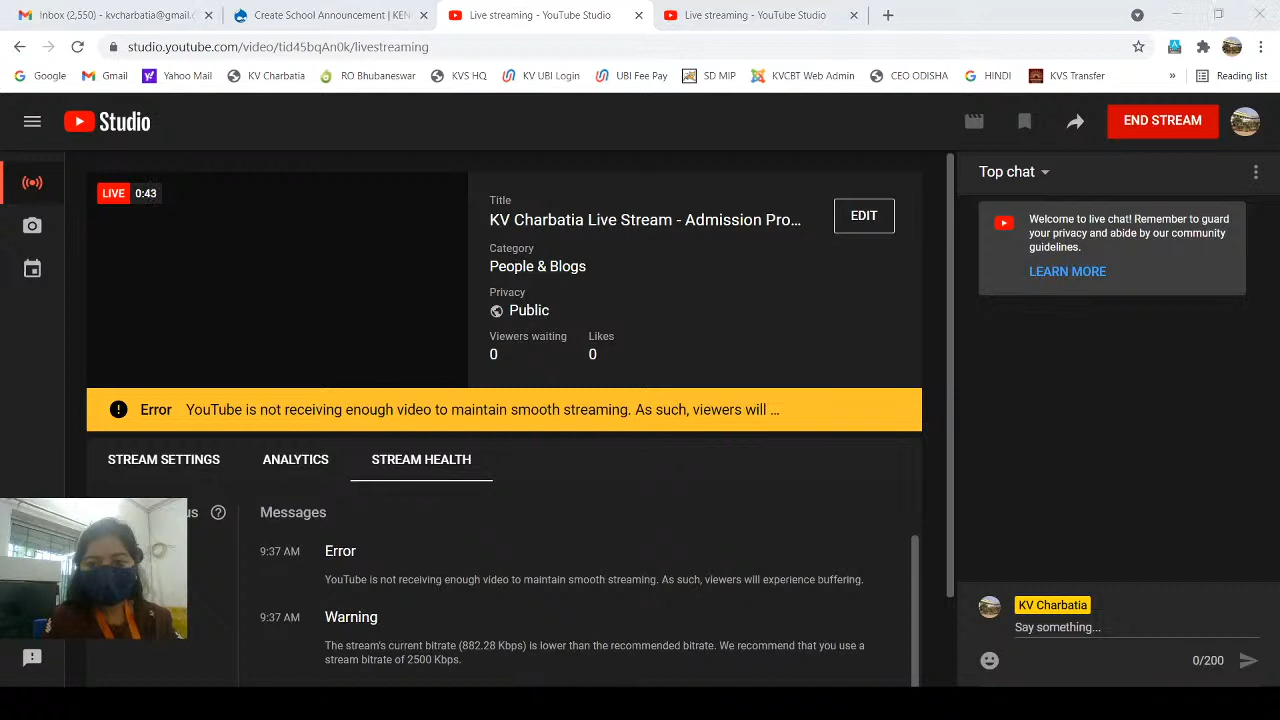 Inbox (2,550) - kvcharbatia@gmail.c
Create School Announcement | KEN
Live streaming - YouTube Studio
Live streaming - YouTube Studio
studio.youtube.com/video/tid45bqAn0k/livestreaming
Google
Gmail
Yahoo Mail
KV Charbatia
RO Bhubaneswar
KVS HQ
KV UBI Login
UBI Fee Pay
SD MIP
KVCBT Web Admin
CEO ODISHA
HINDI
KVS Transfer
»
Reading list
Studio
END STREAM
LIVE 0:43
Title
KV Charbatia Live Stream - Admission Pro...
EDIT
Category
People & Blogs
Privacy
Public
Viewers waiting
Likes
0
0
Error YouTube is not receiving enough video to maintain smooth streaming. As such, viewers will ...
STREAM SETTINGS
ANALYTICS
STREAM HEALTH
us
Messages
9:37 AM
Error
YouTube is not receiving enough video to maintain smooth streaming. As such, viewers will experience buffering.
9:37 AM
Warning
The stream's current bitrate (882.28 Kbps) is lower than the recommended bitrate. We recommend that you use a
stream bitrate of 2500 Kbps.
Top chat
Welcome to live chat! Remember to guard
your privacy and abide by our community
guidelines.
LEARN MORE
KV Charbatia
Say something...
0/200